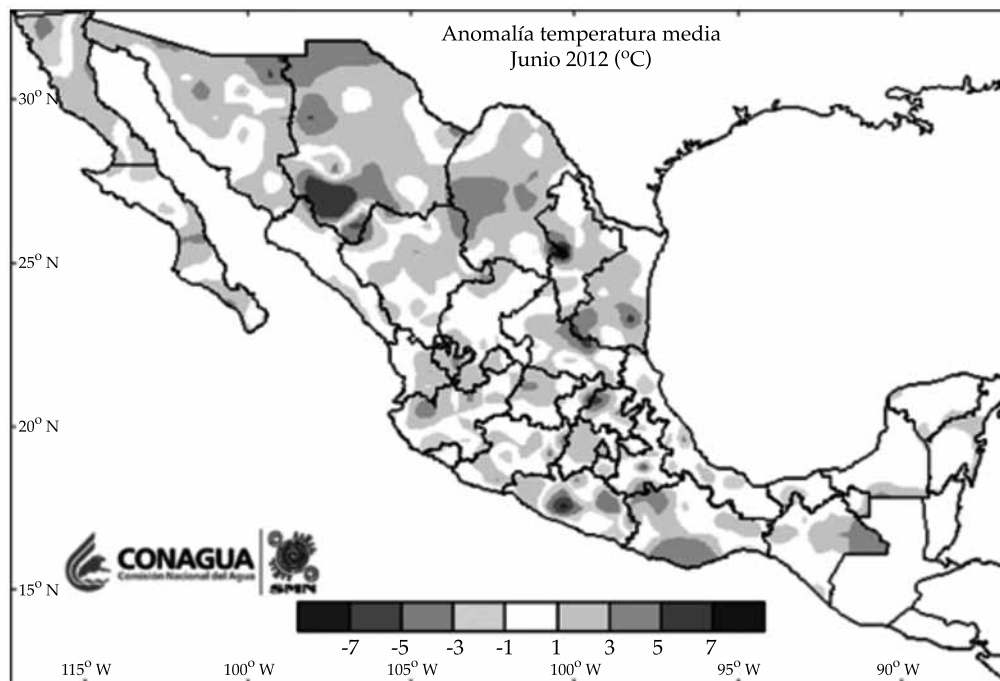 Anomalía temperatura media
Junio 2012 (ºC)
30º N
25º N
20º N
15º N
CONAGUA
Comisión Nacional del Agua
SMN
-7 -5 -3 -1 1 3 5 7
115º W 100º W 105º W 100º W 95º W 90º W